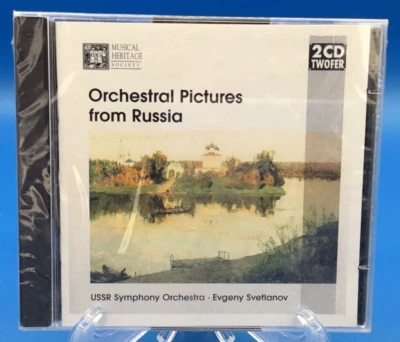 MUSICAL
HERITAGE
SOCIETY
2CD
TWOFER
Orchestral Pictures
from Russia
USSR Symphony Orchestra · Evgeny Svetlanov